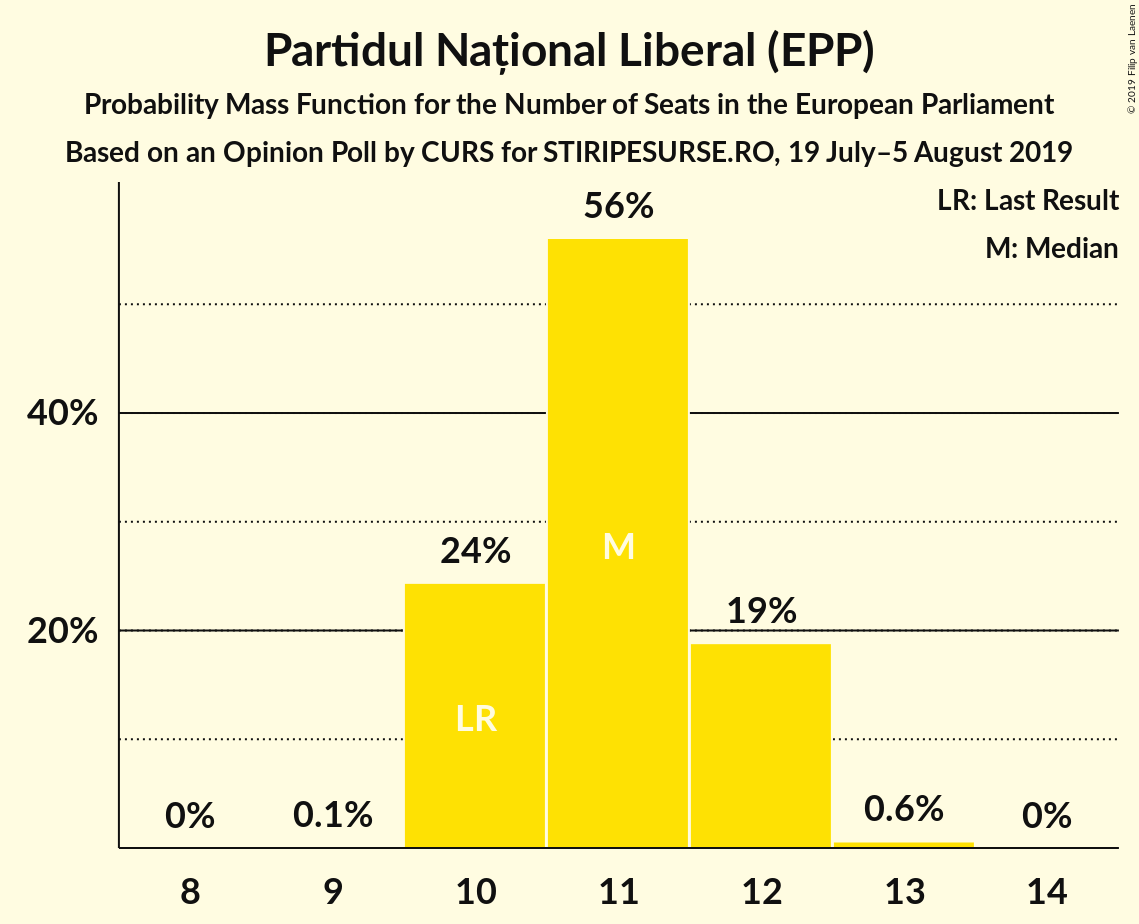 Partidul Național Liberal (EPP)
Probability Mass Function for the Number of Seats in the European Parliament
Based on an Opinion Poll by CURS for STIRIPESURSE.RO, 19 July–5 August 2019
© 2019 Filip van Laenen
LR: Last Result
M: Median
56%
40%
M
24%
20%
19%
LR
0%
0.1%
0.6%
0%
8 9 10 11 12 13 14